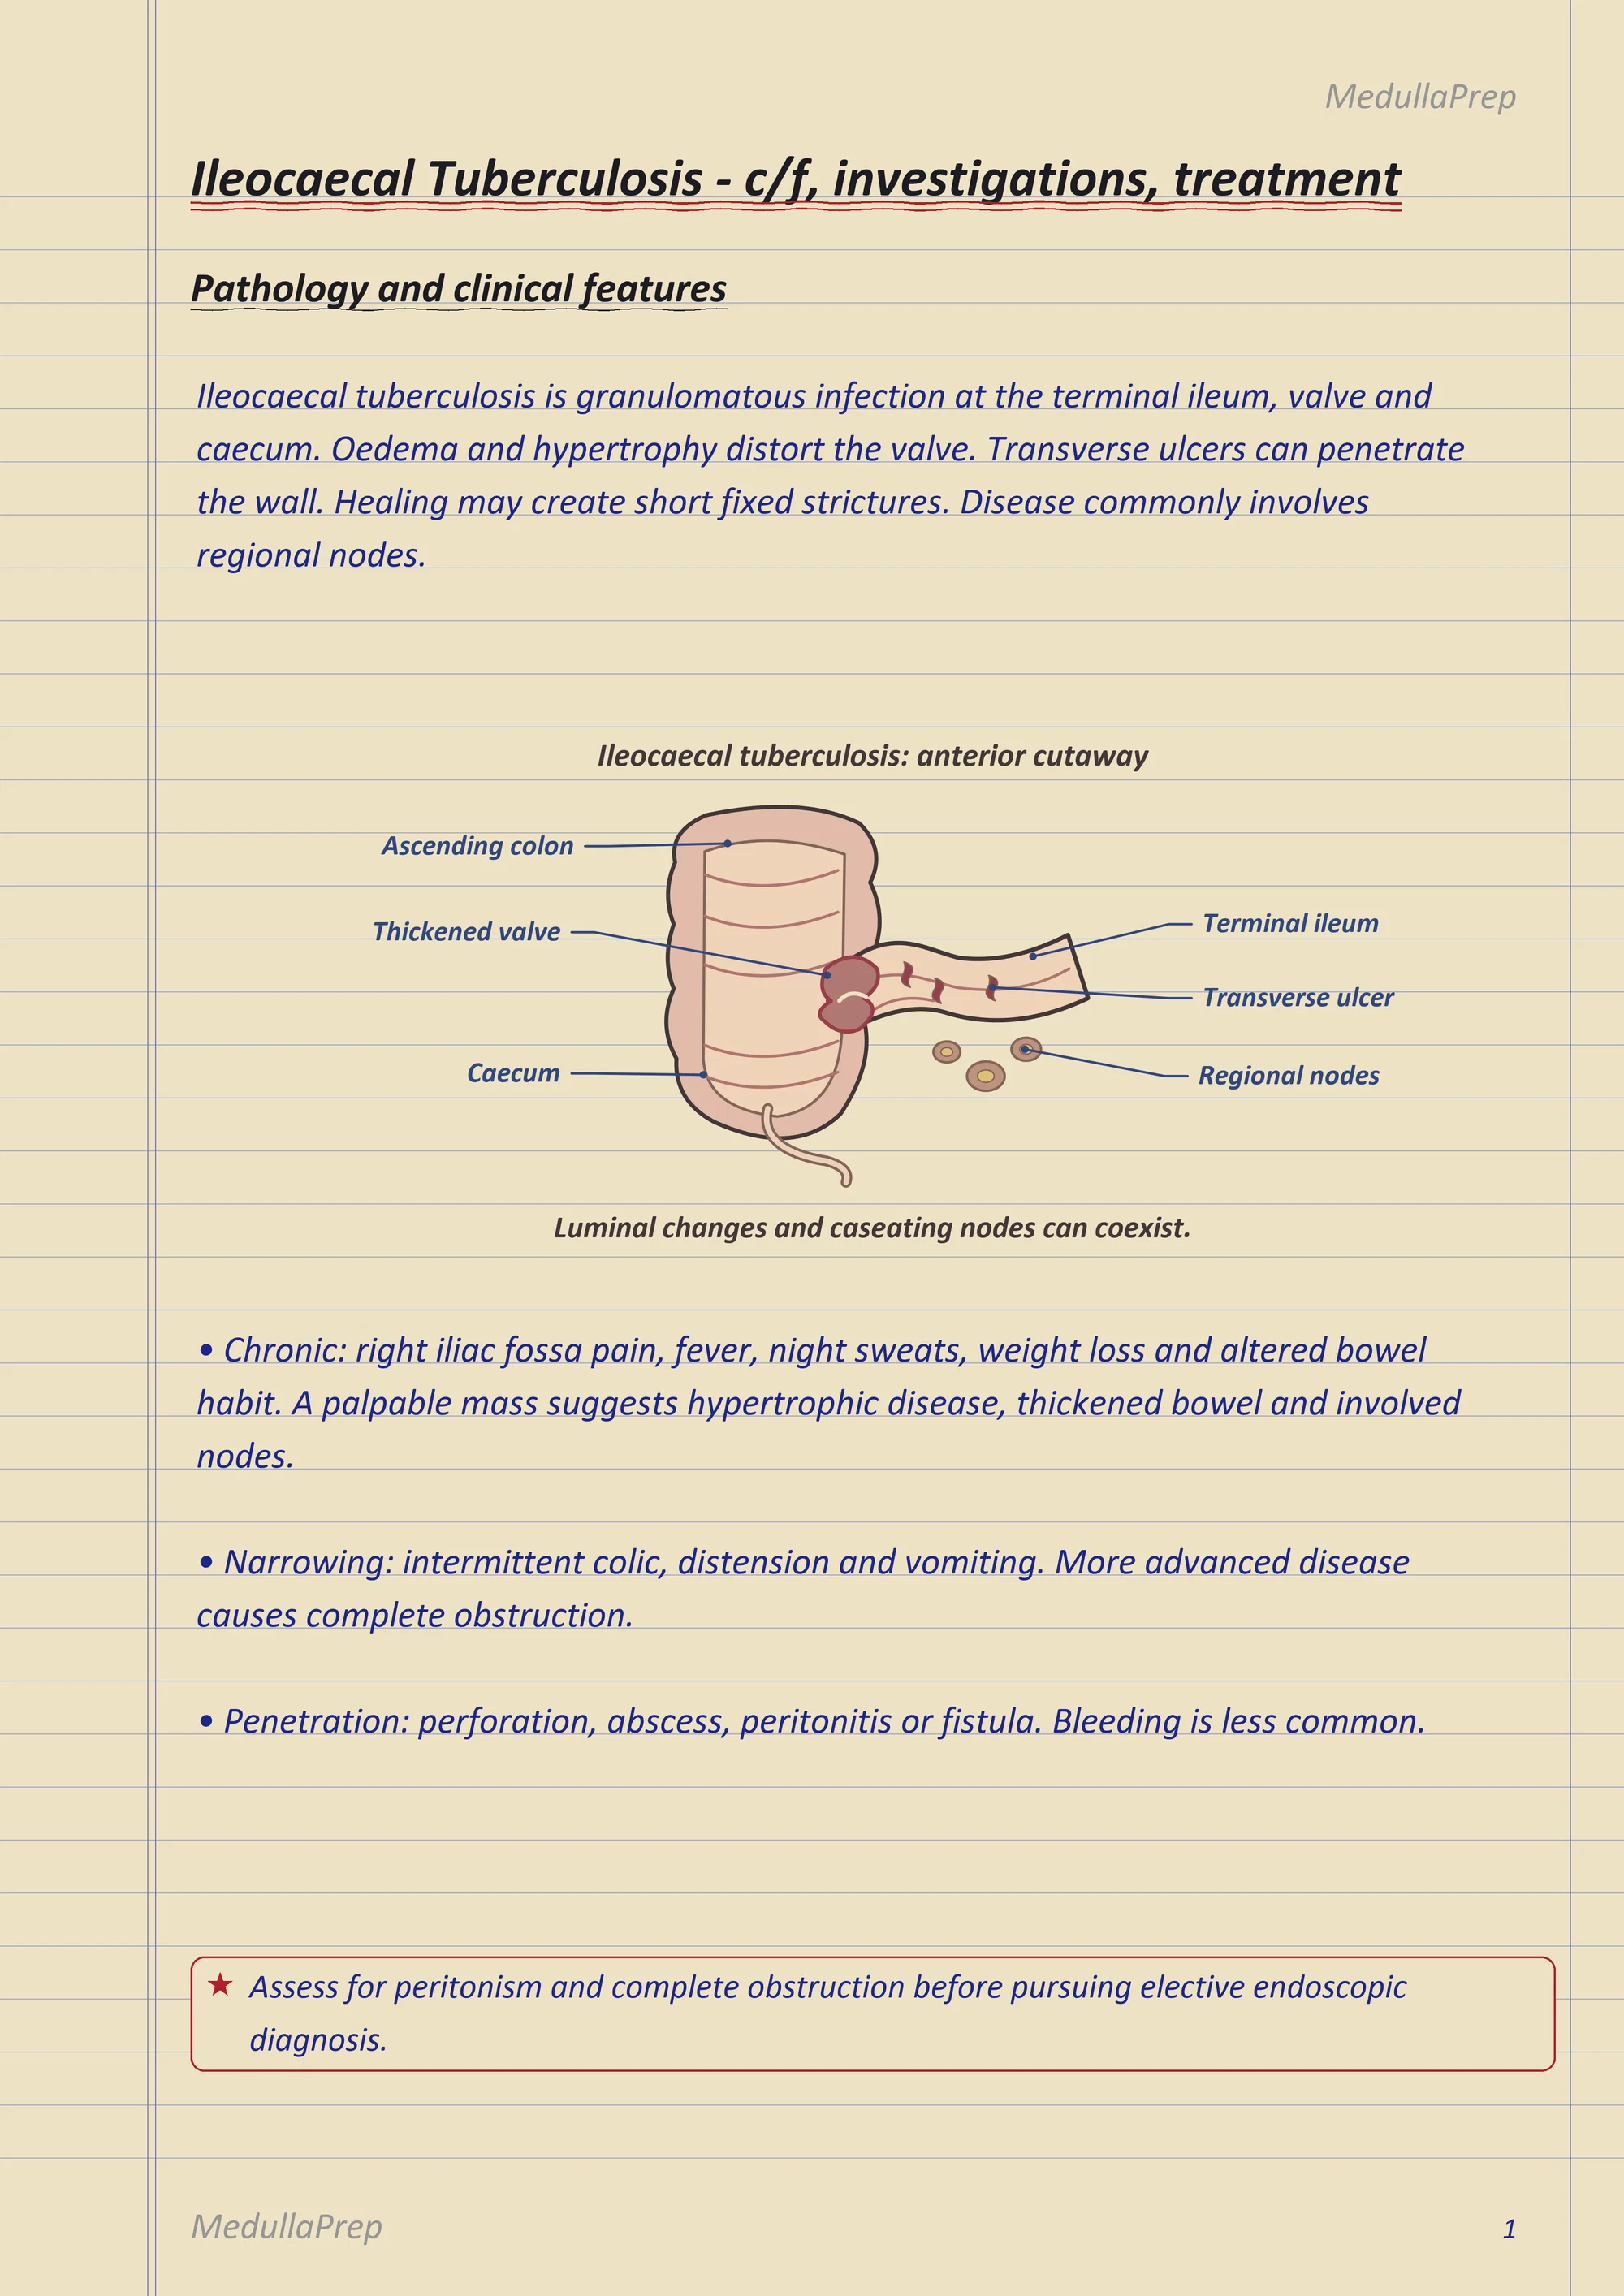 MedullaPrep
Ileocaecal Tuberculosis - c/f, investigations, treatment
Pathology and clinical features
Ileocaecal tuberculosis is granulomatous infection at the terminal ileum, valve and
caecum. Oedema and hypertrophy distort the valve. Transverse ulcers can penetrate
the wall. Healing may create short fixed strictures. Disease commonly involves
regional nodes.
Ileocaecal tuberculosis: anterior cutaway
Ascending colon
Thickened valve
Terminal ileum
Transverse ulcer
Caecum
Regional nodes
Luminal changes and caseating nodes can coexist.
• Chronic: right iliac fossa pain, fever, night sweats, weight loss and altered bowel
habit. A palpable mass suggests hypertrophic disease, thickened bowel and involved
nodes.
• Narrowing: intermittent colic, distension and vomiting. More advanced disease
causes complete obstruction.
• Penetration: perforation, abscess, peritonitis or fistula. Bleeding is less common.
★ Assess for peritonism and complete obstruction before pursuing elective endoscopic
diagnosis.
MedullaPrep
1